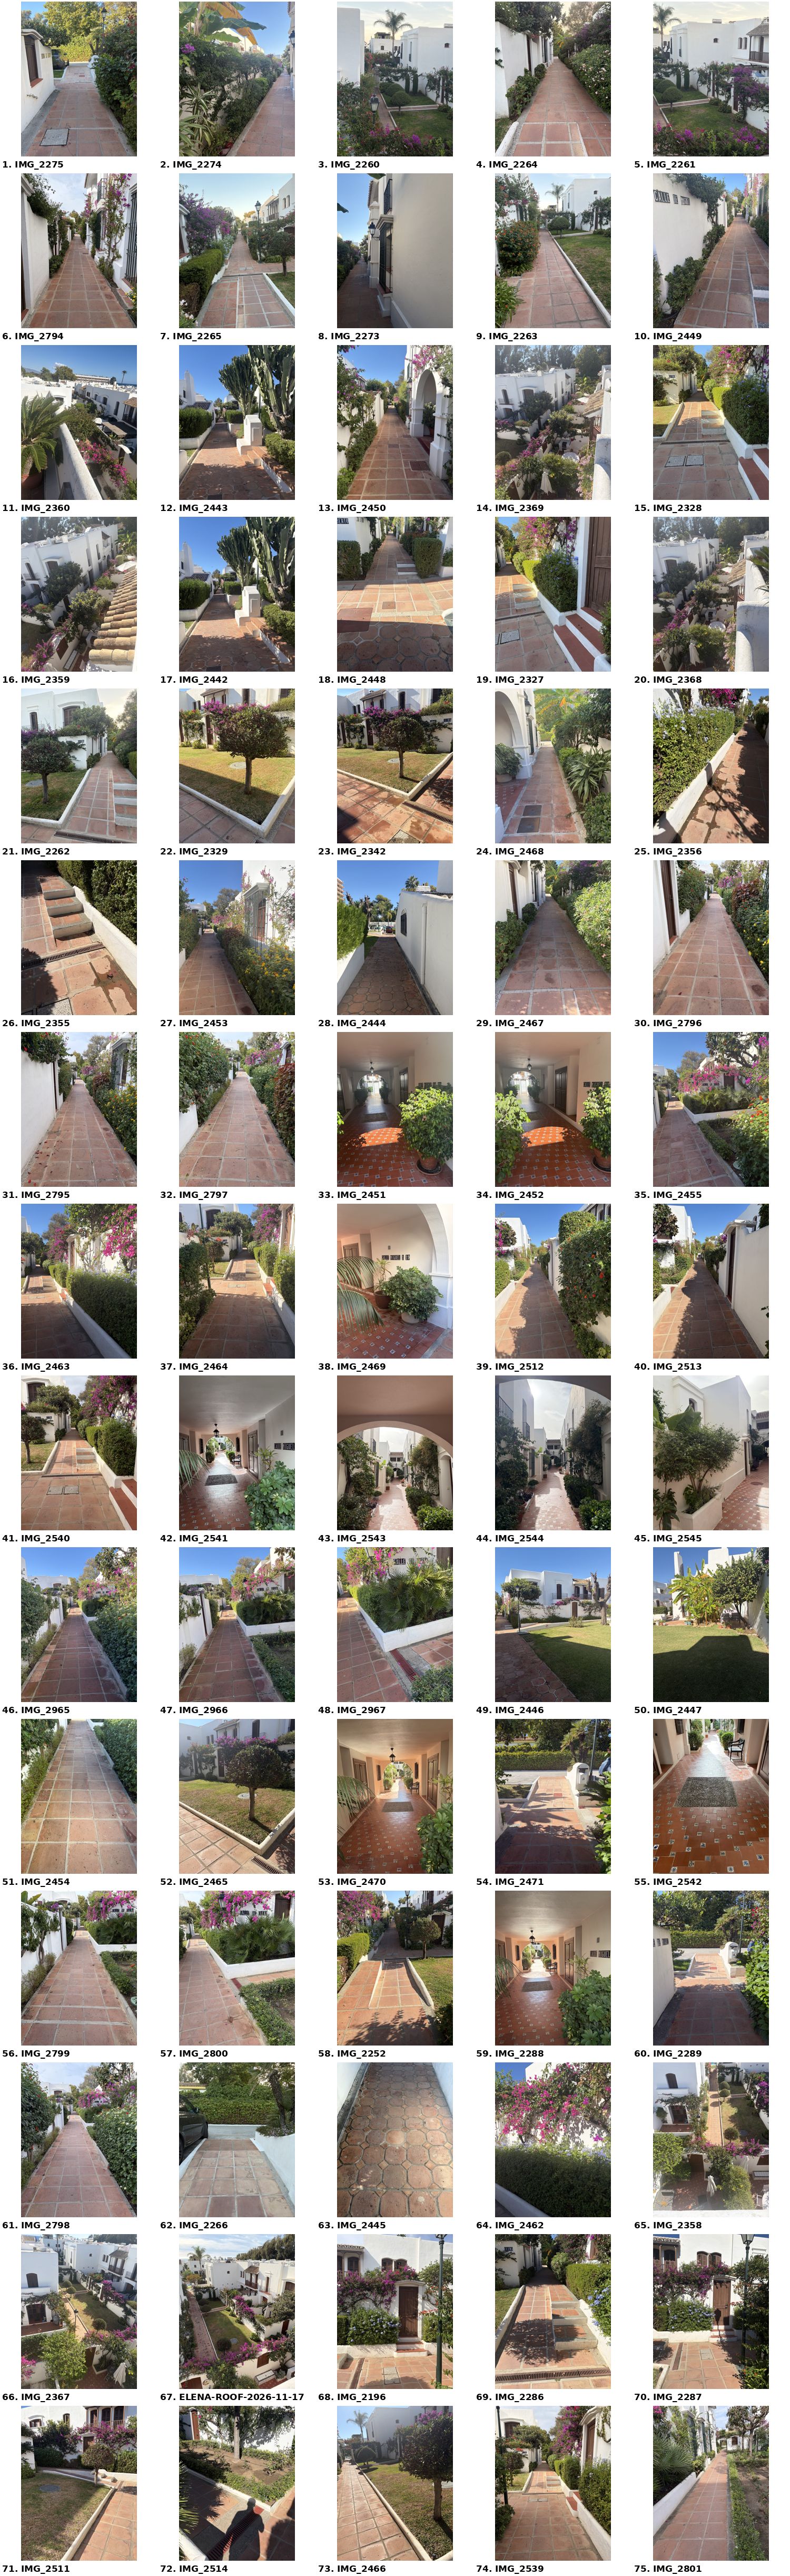 1. IMG_2275
2. IMG_2274
3. IMG_2260
4. IMG_2264
5. IMG_2261
6. IMG_2794
7. IMG_2265
8. IMG_2273
9. IMG_2263
10. IMG_2449
11. IMG_2360
12. IMG_2443
13. IMG_2450
14. IMG_2369
15. IMG_2328
16. IMG_2359
17. IMG_2442
18. IMG_2448
19. IMG_2327
20. IMG_2368
21. IMG_2262
22. IMG_2329
23. IMG_2342
24. IMG_2468
25. IMG_2356
26. IMG_2355
27. IMG_2453
28. IMG_2444
29. IMG_2467
30. IMG_2796
31. IMG_2795
32. IMG_2797
33. IMG_2451
34. IMG_2452
35. IMG_2455
36. IMG_2463
37. IMG_2464
38. IMG_2469
39. IMG_2512
40. IMG_2513
41. IMG_2540
42. IMG_2541
43. IMG_2543
44. IMG_2544
45. IMG_2545
46. IMG_2965
47. IMG_2966
48. IMG_2967
49. IMG_2446
50. IMG_2447
51. IMG_2454
52. IMG_2465
53. IMG_2470
54. IMG_2471
55. IMG_2542
56. IMG_2799
57. IMG_2800
58. IMG_2252
59. IMG_2288
60. IMG_2289
61. IMG_2798
62. IMG_2266
63. IMG_2445
64. IMG_2462
65. IMG_2358
66. IMG_2367
67. ELENA-ROOF-2026-11-17
68. IMG_2196
69. IMG_2286
70. IMG_2287
71. IMG_2511
72. IMG_2514
73. IMG_2466
74. IMG_2539
75. IMG_2801